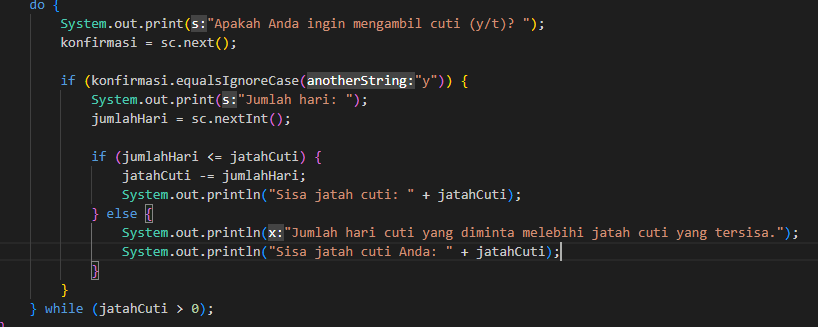 do {
System.out.print(s:"Apakah Anda ingin mengambil cuti (y/t)? ");
konfirmasi = sc.next();
if (konfirmasi.equalsIgnoreCase(anotherString:"y")) {
System.out.print(s:"Jumlah hari: ");
jumlahHari = sc.nextInt();
if (jumlahHari <= jatahCuti) {
jatahCuti -= jumlahHari;
System.out.println("Sisa jatah cuti: " + jatahCuti);
} else {
System.out.println(x:"Jumlah hari cuti yang diminta melebihi jatah cuti yang tersisa.");
System.out.println("Sisa jatah cuti Anda: " + jatahCuti);
}
}
} while (jatahCuti > 0);
}